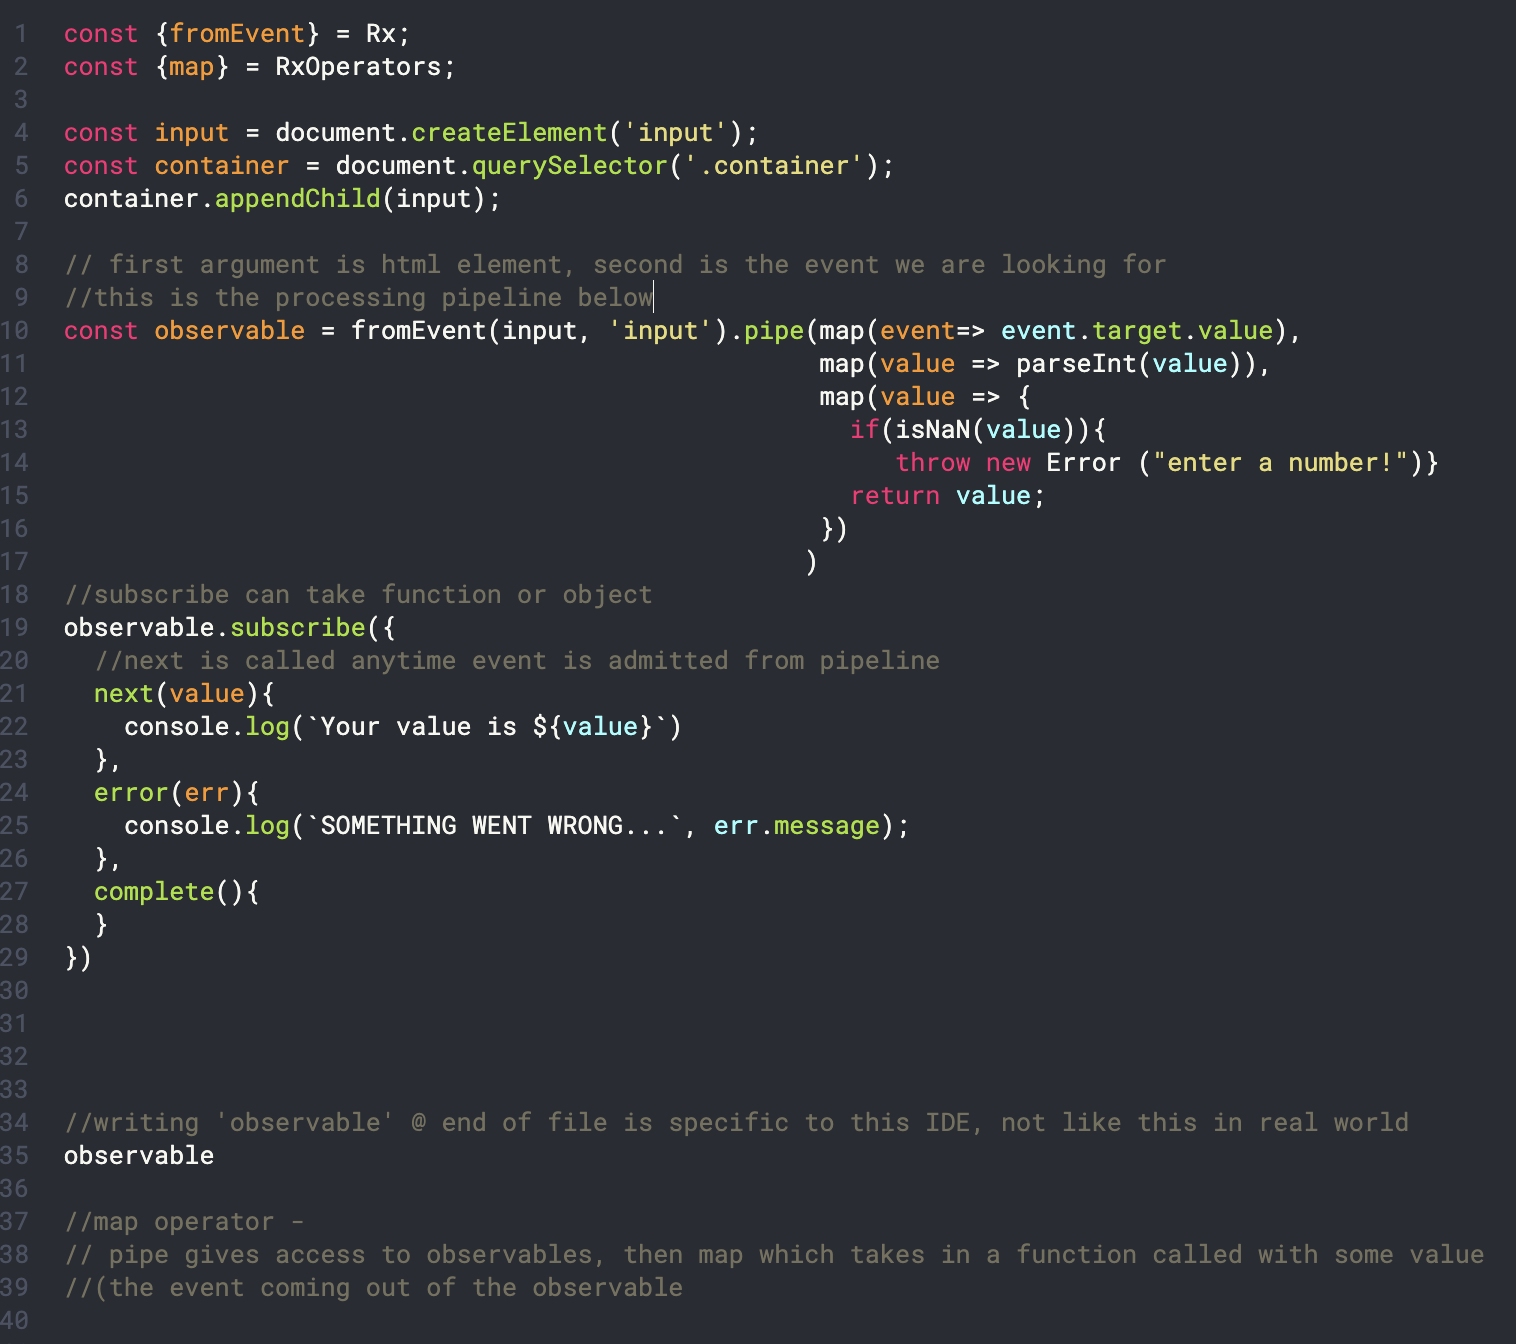 1 const {fromEvent} = Rx;
2 const {map} = RxOperators;
3
4 const input = document.createElement('input');
5 const container = document.querySelector('.container');
6 container.appendChild(input);
7
8 // first argument is html element, second is the event we are looking for
9 //this is the processing pipeline below
10 const observable = fromEvent(input, 'input').pipe(map(event=> event.target.value),
11 map(value => parseInt(value)),
12 map(value => {
13 if(isNaN(value)){
14 throw new Error ("enter a number!")}
15 return value;
16 })
17 )
18 //subscribe can take function or object
19 observable.subscribe({
20 //next is called anytime event is admitted from pipeline
21 next(value){
22 console.log(`Your value is ${value}`)
23 },
24 error(err){
25 console.log(`SOMETHING WENT WRONG...`, err.message);
26 },
27 complete(){
28 }
29 })
30
31
32
33
34 //writing 'observable' @ end of file is specific to this IDE, not like this in real world
35 observable
36
37 //map operator -
38 // pipe gives access to observables, then map which takes in a function called with some value
39 //(the event coming out of the observable
40